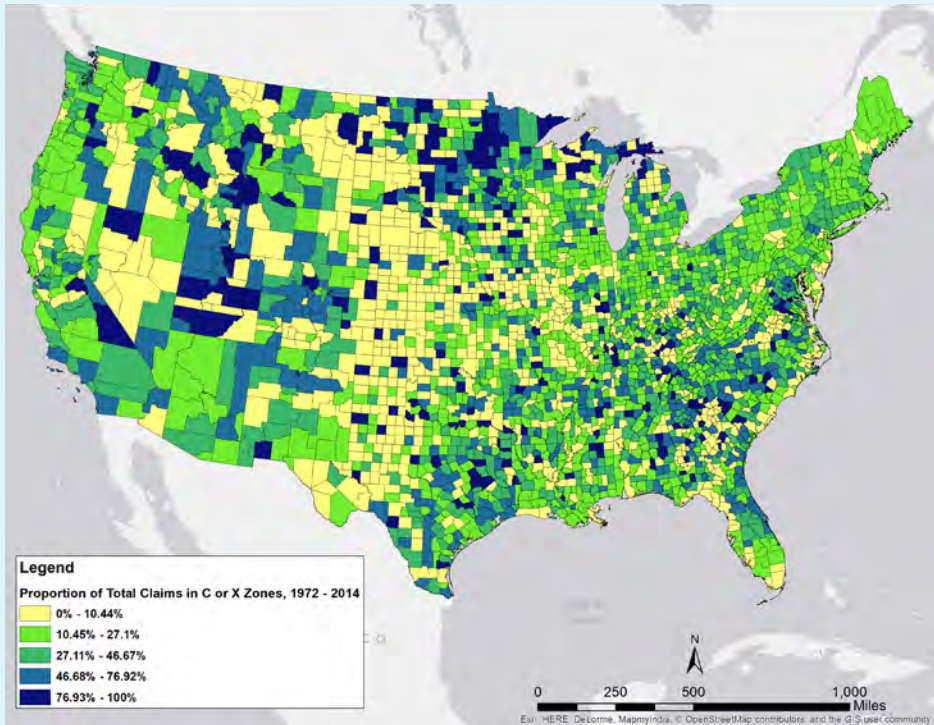 Legend
Proportion of Total Claims in C or X Zones, 1972 - 2014
0% - 10.44%
10.45% - 27.1%
27.11% - 46.67%
46.68% - 76.92%
76.93% - 100%
N
0 250 500 1,000
Miles
Esri, HERE, DeLorme, MapmyIndia, © OpenStreetMap contributors, and the GIS user community